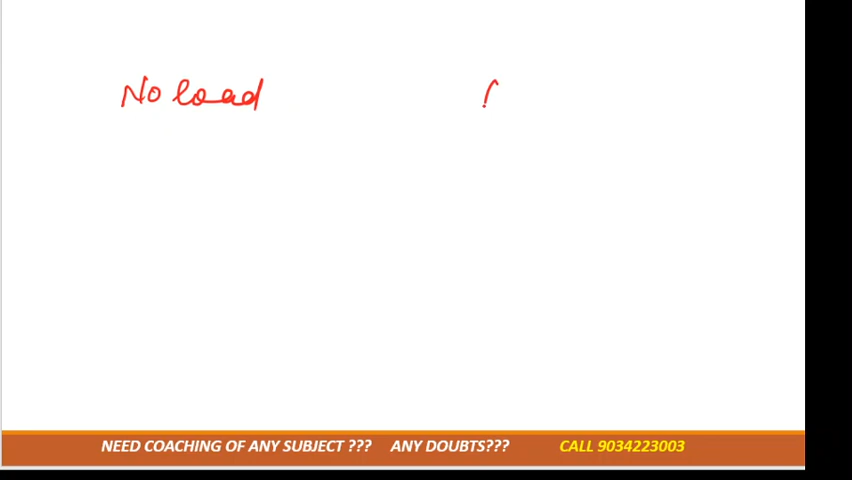 No load
NEED COACHING OF ANY SUBJECT ??? ANY DOUBTS??? CALL 9034223003